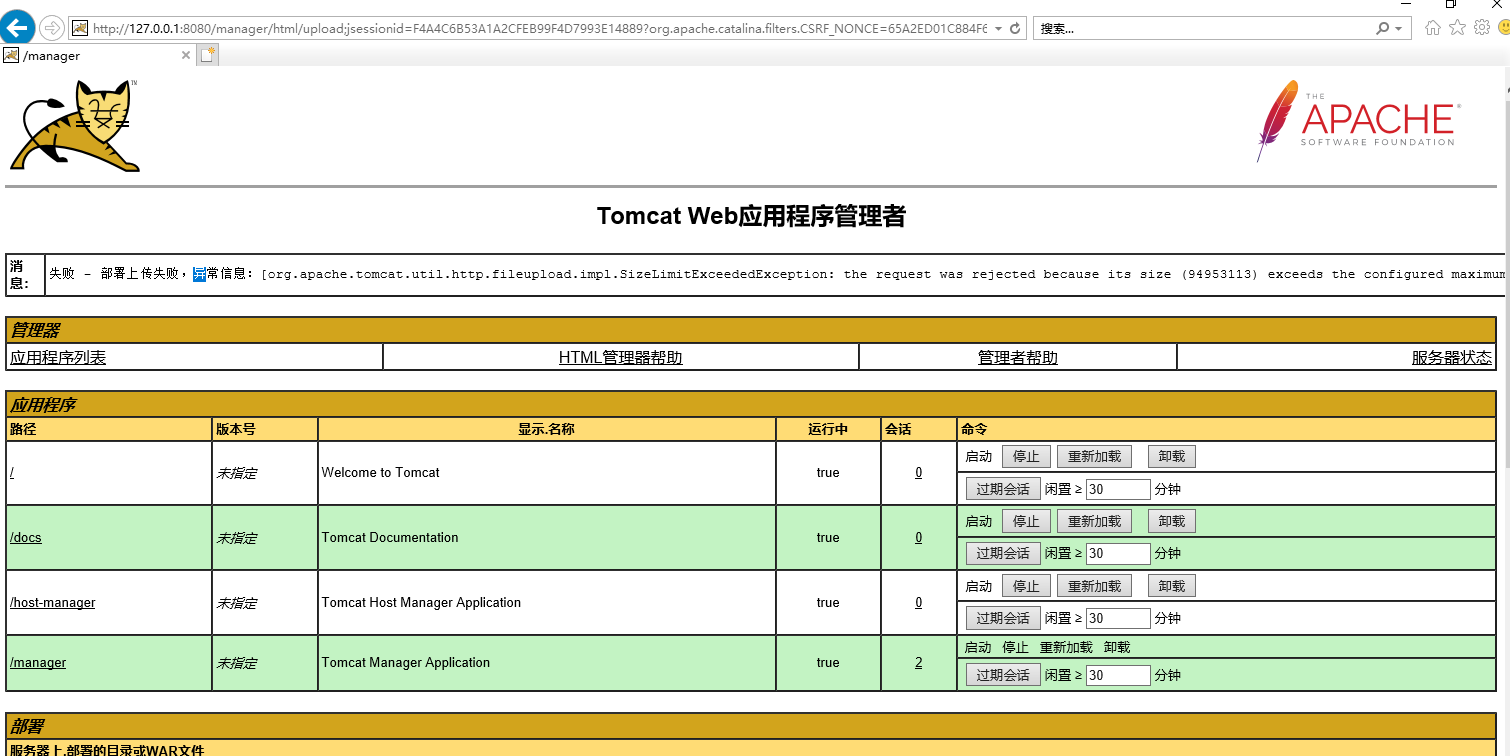 http://127.0.0.1:8080/manager/html/upload;jsessionid=F4A4C6B53A1A2CFEB99F4D7993E14889?org.apache.catalina.filters.CSRF_NONCE=65A2ED01C884F6
搜索...
/manager
TM
THE
APACHE®
SOFTWARE FOUNDATION
Tomcat Web应用程序管理者
消息:
失败 - 部署上传失败，异常信息：[org.apache.tomcat.util.http.fileupload.impl.SizeLimitExceededException: the request was rejected because its size (94953113) exceeds the configured maximum
管理器
应用程序列表 HTML管理器帮助 管理者帮助 服务器状态
应用程序
路径 版本号 显示.名称 运行中 会话 命令
/ 未指定 Welcome to Tomcat true 0 启动 停止 重新加载 卸载
过期会话 闲置 ≥ 30 分钟
/docs 未指定 Tomcat Documentation true 0 启动 停止 重新加载 卸载
过期会话 闲置 ≥ 30 分钟
/host-manager 未指定 Tomcat Host Manager Application true 0 启动 停止 重新加载 卸载
过期会话 闲置 ≥ 30 分钟
/manager 未指定 Tomcat Manager Application true 2 启动 停止 重新加载 卸载
过期会话 闲置 ≥ 30 分钟
部署
服务器上.部署的目录或WAR文件